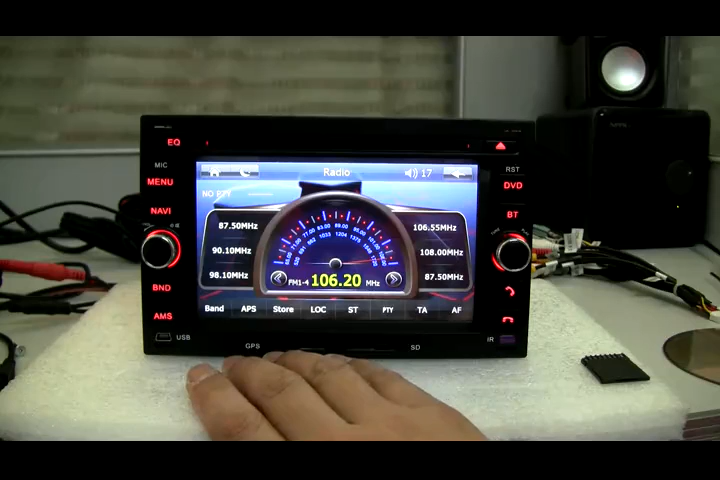 EQ
MIC
MENU
NAVI
BND
AMS
USB
GPS
SD
IR
RST
DVD
BT
Radio
17
NO PTY
87.50MHz
90.10MHz
98.10MHz
106.55MHz
108.00MHz
87.50MHz
FM1-4 106.20 MHz
Band APS Store LOC ST PTY TA AF